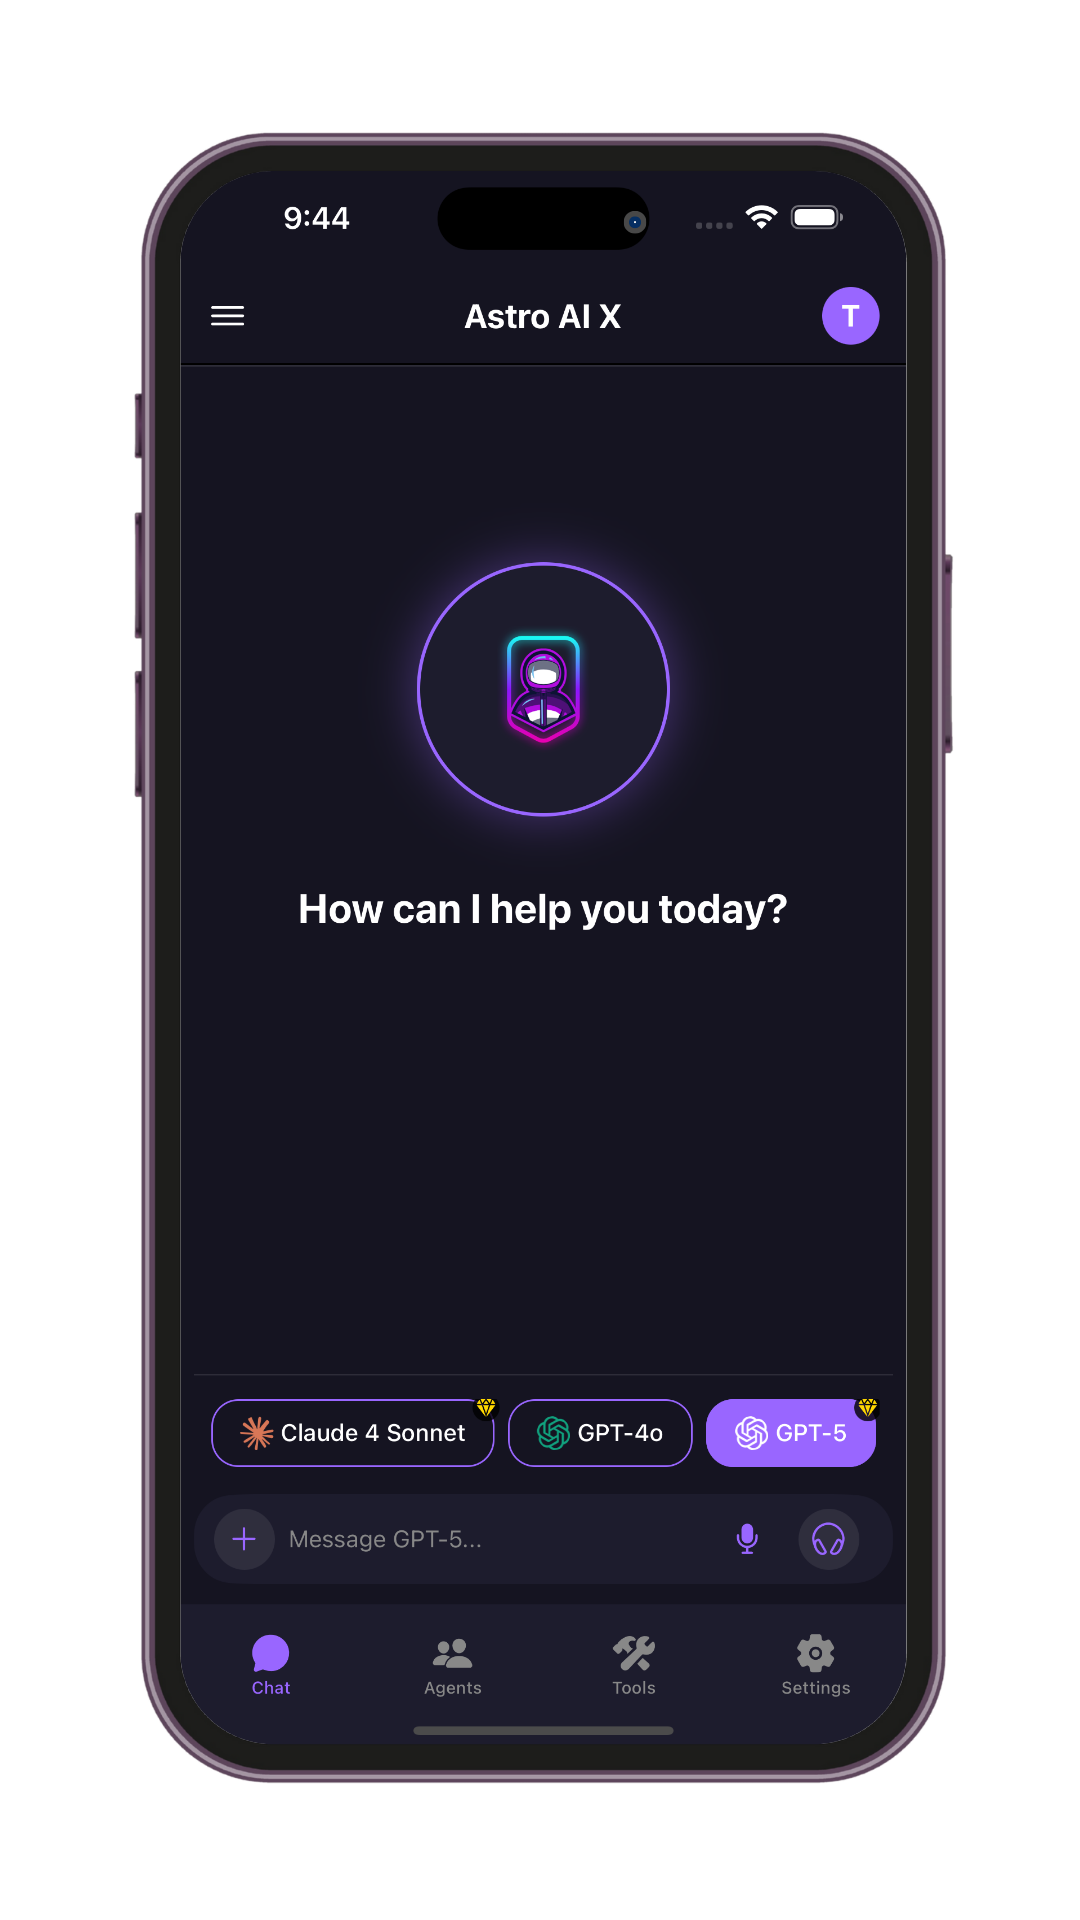 9:44
Astro AI X
T
How can I help you today?
Claude 4 Sonnet
GPT-4o
GPT-5
Message GPT-5...
Chat
Agents
Tools
Settings